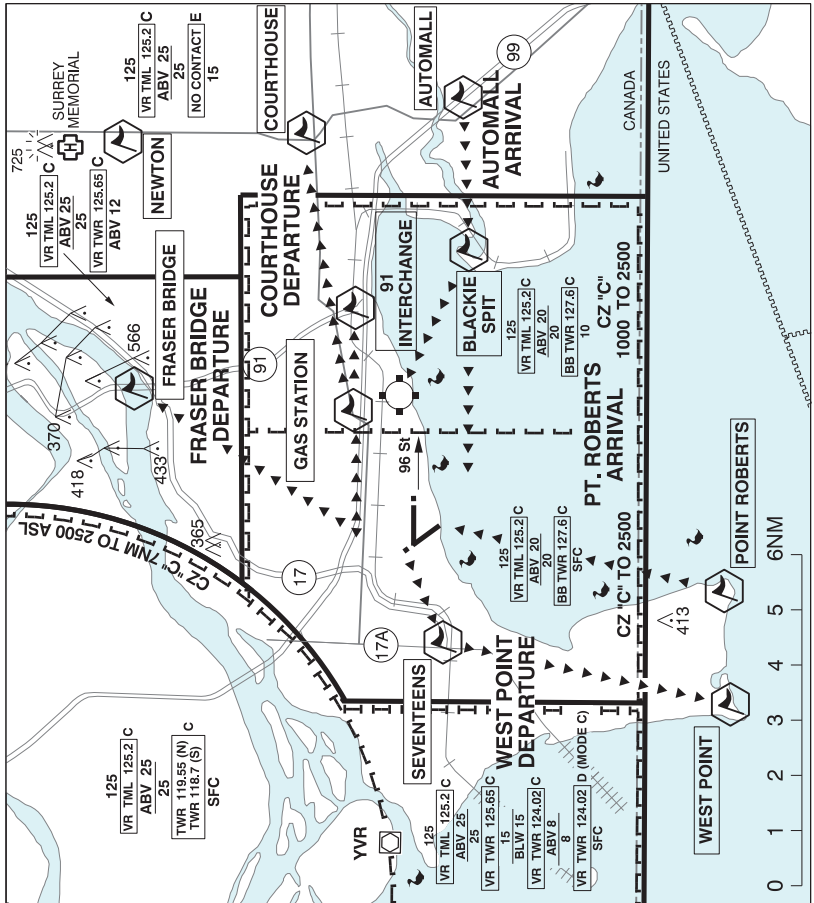 725
SURREY
MEMORIAL
125
VR TML 125.2 C
ABV 25
25
NO CONTACT E
15
COURTHOUSE
AUTOMALL
99
NEWTON
125
VR TML 125.2 C
ABV 25
25
VR TWR 125.65 C
ABV 12
AUTOMALL
ARRIVAL
CANADA
UNITED STATES
COURTHOUSE
DEPARTURE
91
INTERCHANGE
BLACKIE
SPIT
125
VR TML 125.2 C
ABV 20
20
BB TWR 127.6 C
10
CZ "C"
1000 TO 2500
566
370
418
433
365
FRASER BRIDGE
FRASER BRIDGE
DEPARTURE
91
GAS STATION
96 St
PT. ROBERTS
ARRIVAL
CZ "C" 7NM TO 2500 ASL
17
17A
125
VR TML 125.2 C
ABV 20
20
BB TWR 127.6 C
SFC
CZ "C" TO 2500
POINT ROBERTS
413
SEVENTEENS
WEST POINT
DEPARTURE
WEST POINT
125
VR TML 125.2 C
ABV 25
25
TWR 119.55 (N)
TWR 118.7 (S) C
SFC
YVR
125
VR TML 125.2 C
ABV 25
25
VR TWR 125.65 C
15
BLW 15
VR TWR 124.02 C
ABV 8
8
VR TWR 124.02 D (MODE C)
SFC
0 1 2 3 4 5 6NM